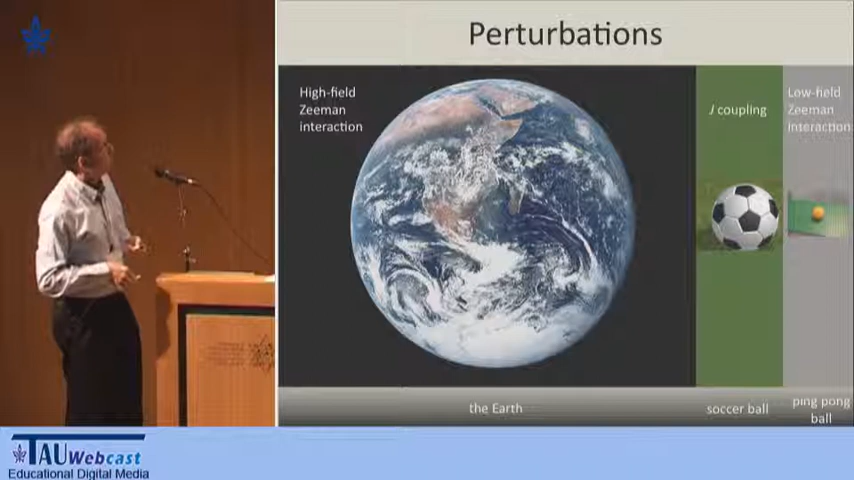 Perturbations
High-field
Zeeman
interaction
J coupling
Low-field
Zeeman
interaction
the Earth
soccer ball
ping pong
ball
TAUWebcast
Educational Digital Media